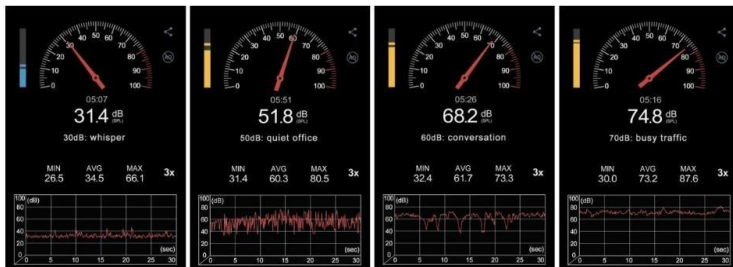 0 10 20 30 40 50 60 70 80 90 100
05:07
31.4 dB (SPL)
30dB: whisper
MIN AVG MAX
26.5 34.5 66.1 3x
100 (dB)
80
60
40
20
0 5 10 15 20 25 30
(sec)
0 10 20 30 40 50 60 70 80 90 100
05:51
51.8 dB (SPL)
50dB: quiet office
MIN AVG MAX
31.4 60.3 80.5 3x
100 (dB)
80
60
40
20
0 5 10 15 20 25 30
(sec)
0 10 20 30 40 50 60 70 80 90 100
05:26
68.2 dB (SPL)
60dB: conversation
MIN AVG MAX
32.4 61.7 73.3 3x
100 (dB)
80
60
40
20
0 5 10 15 20 25 30
(sec)
0 10 20 30 40 50 60 70 80 90 100
05:16
74.8 dB (SPL)
70dB: busy traffic
MIN AVG MAX
30.0 73.2 87.6 3x
100 (dB)
80
60
40
20
0 5 10 15 20 25 30
(sec)